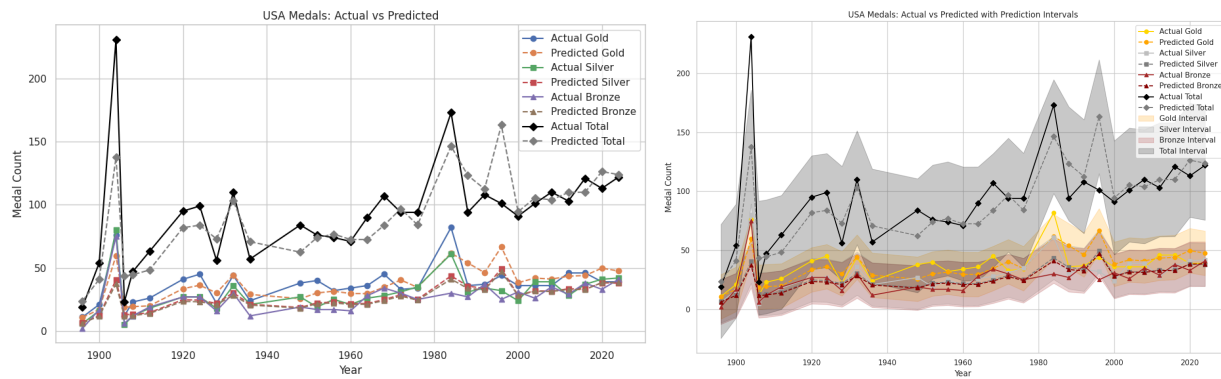 USA Medals: Actual vs Predicted
Medal Count
200
150
100
50
0
1900
1920
1940
1960
1980
2000
2020
Year
Actual Gold
Predicted Gold
Actual Silver
Predicted Silver
Actual Bronze
Predicted Bronze
Actual Total
Predicted Total
USA Medals: Actual vs Predicted with Prediction Intervals
Medal Count
200
150
100
50
0
1900
1920
1940
1960
1980
2000
2020
Year
Actual Gold
Predicted Gold
Actual Silver
Predicted Silver
Actual Bronze
Predicted Bronze
Actual Total
Predicted Total
Gold Interval
Silver Interval
Bronze Interval
Total Interval